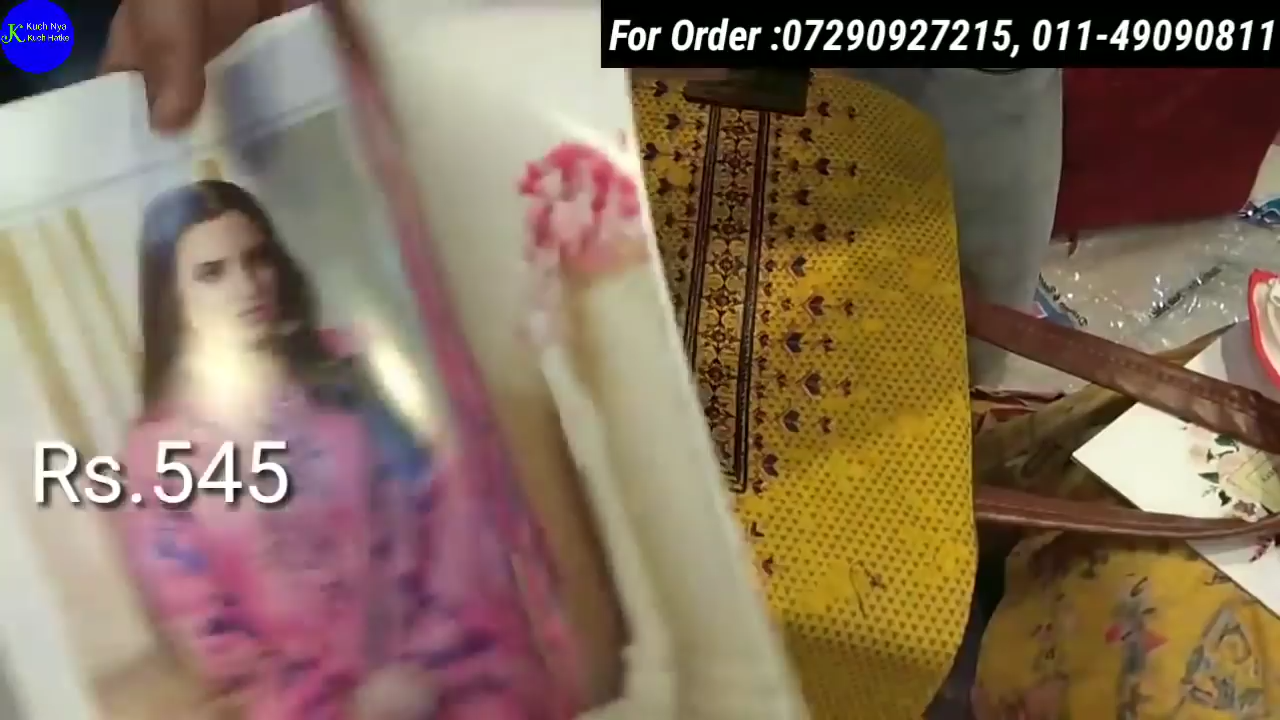 Kuch Nya
Kuch Hatke
For Order :07290927215, 011-49090811
Rs.545